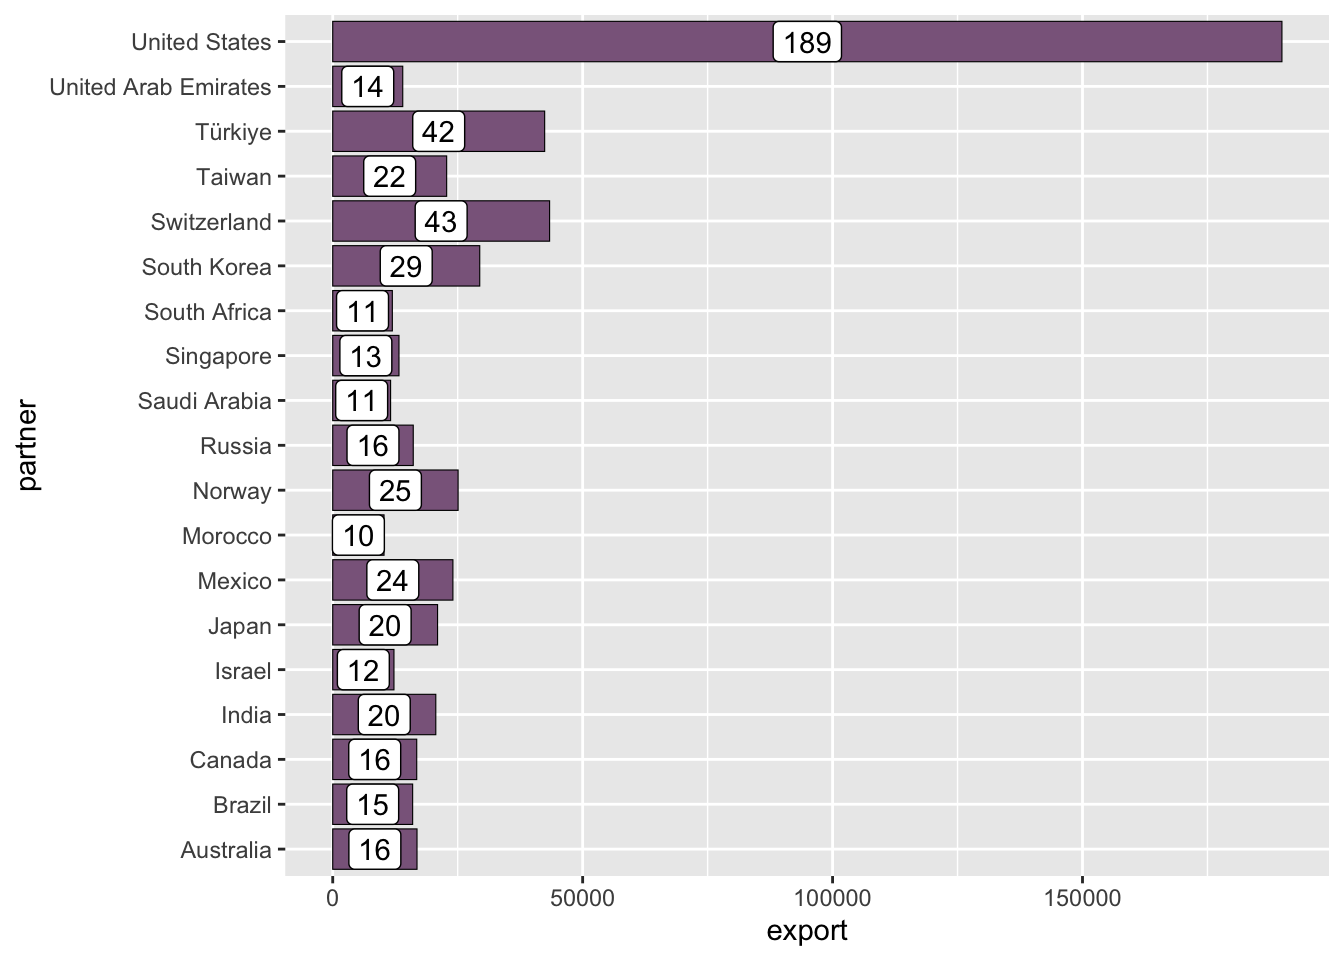 United States 189
United Arab Emirates 14
Türkiye 42
Taiwan 22
Switzerland 43
South Korea 29
South Africa 11
Singapore 13
Saudi Arabia 11
Russia 16
Norway 25
Morocco 10
Mexico 24
Japan 20
Israel 12
India 20
Canada 16
Brazil 15
Australia 16
partner
0 50000 100000 150000
export